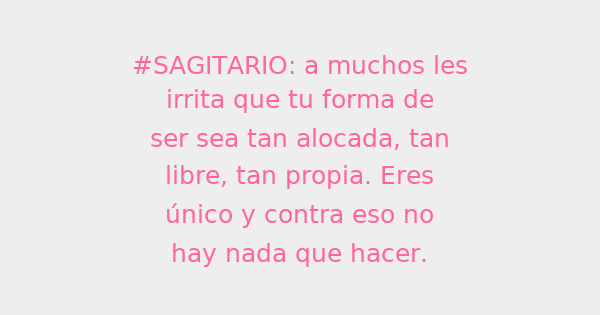 #SAGITARIO: a muchos les
irrita que tu forma de
ser sea tan alocada, tan
libre, tan propia. Eres
único y contra eso no
hay nada que hacer.